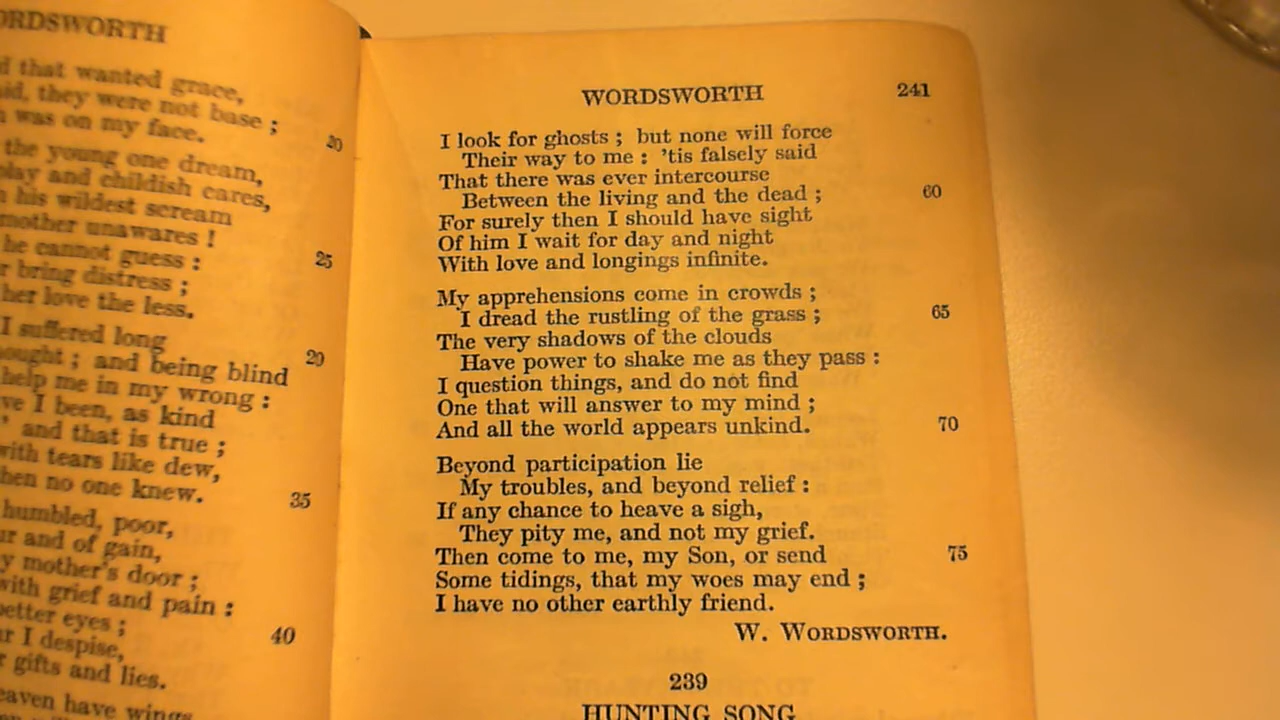 ORDSWORTH
that wanted grace,
they were not base ;
was on my face.
20
the young one dream,
play and childish cares,
his wildest scream
mother unawares !
he cannot guess :
25
bring distress ;
her love the less.
I suffered long
29
ought ; and being blind
help me in my wrong :
ve I been, as kind
and that is true ;
with tears like dew,
hen no one knew.
35
humbled, poor,
and of gain,
y mother's door ;
with grief and pain :
better eyes ;
40
I despise,
gifts and lies.
eaven have wings
WORDSWORTH
241
I look for ghosts ; but none will force
Their way to me : 'tis falsely said
That there was ever intercourse
Between the living and the dead ;
60
For surely then I should have sight
Of him I wait for day and night
With love and longings infinite.
My apprehensions come in crowds ;
I dread the rustling of the grass ;
65
The very shadows of the clouds
Have power to shake me as they pass :
I question things, and do not find
One that will answer to my mind ;
And all the world appears unkind.
70
Beyond participation lie
My troubles, and beyond relief :
If any chance to heave a sigh,
They pity me, and not my grief.
Then come to me, my Son, or send
75
Some tidings, that my woes may end ;
I have no other earthly friend.
W. WORDSWORTH.
239
HUNTING SONG